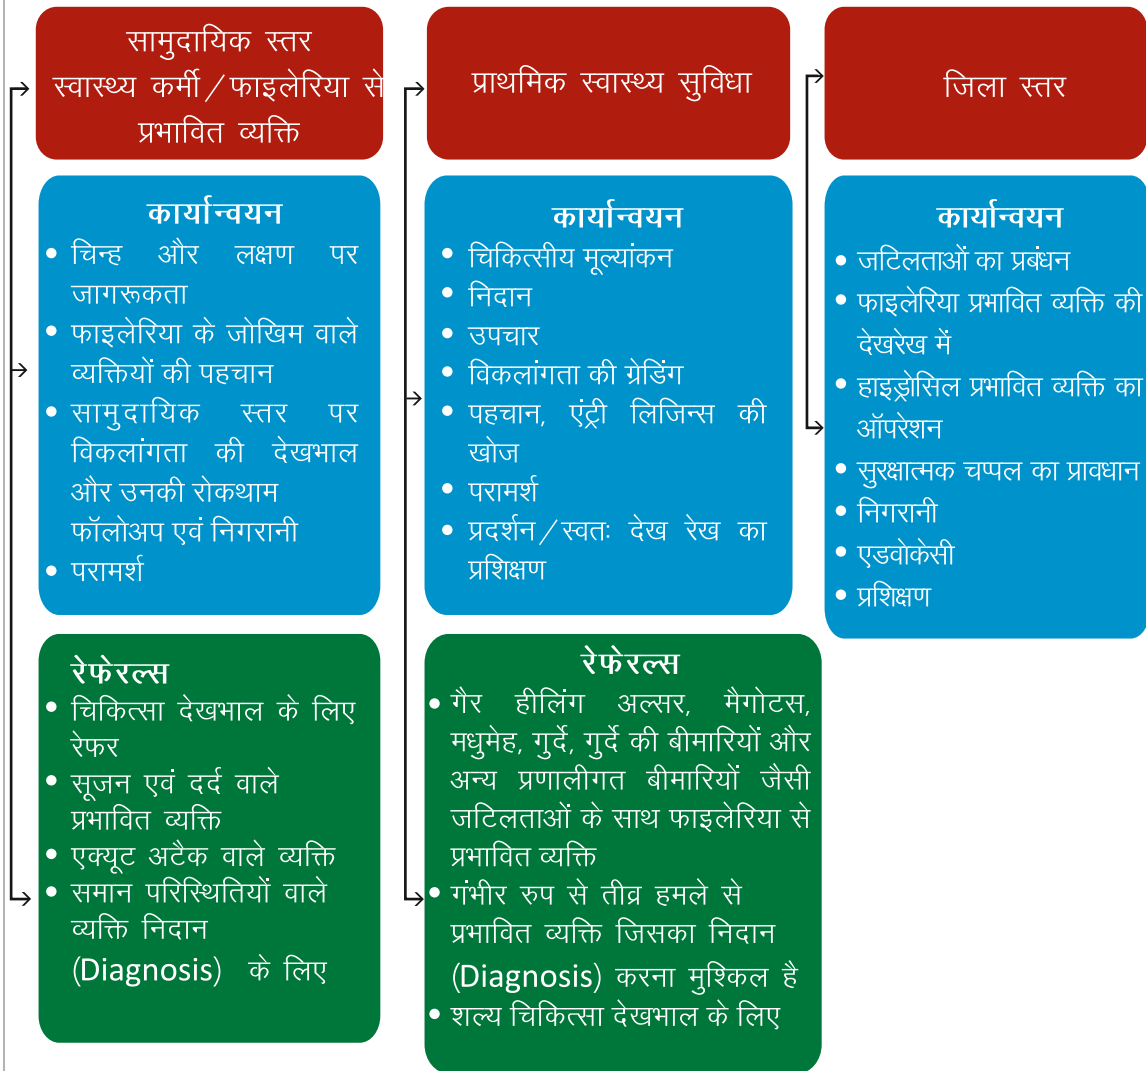 सामुदायिक स्तर
स्वास्थ्य कर्मी/फाइलेरिया से
प्रभावित व्यक्ति
कार्यान्वयन
• चिन्ह और लक्षण पर
जागरूकता
• फाइलेरिया के जोखिम वाले
व्यक्तियों की पहचान
• सामुदायिक स्तर पर
विकलांगता की देखभाल
और उनकी रोकथाम
फॉलोअप एवं निगरानी
• परामर्श
रेफेरल्स
• चिकित्सा देखभाल के लिए
रेफर
• सूजन एवं दर्द वाले
प्रभावित व्यक्ति
• एक्यूट अटैक वाले व्यक्ति
• समान परिस्थितियों वाले
व्यक्ति निदान
(Diagnosis) के लिए
प्राथमिक स्वास्थ्य सुविधा
कार्यान्वयन
• चिकित्सीय मूल्यांकन
• निदान
• उपचार
• विकलांगता की ग्रेडिंग
• पहचान, एंट्री लिजिन्स की
खोज
• परामर्श
• प्रदर्शन/स्वतः देख रेख का
प्रशिक्षण
रेफेरल्स
• गैर हीलिंग अल्सर, मैगोटस,
मधुमेह, गुर्दे, गुर्दे की बीमारियों और
अन्य प्रणालीगत बीमारियों जैसी
जटिलताओं के साथ फाइलेरिया से
प्रभावित व्यक्ति
• गंभीर रुप से तीव्र हमले से
प्रभावित व्यक्ति जिसका निदान
(Diagnosis) करना मुश्किल है
• शल्य चिकित्सा देखभाल के लिए
जिला स्तर
कार्यान्वयन
• जटिलताओं का प्रबंधन
• फाइलेरिया प्रभावित व्यक्ति की
देखरेख में
• हाइड्रोसिल प्रभावित व्यक्ति का
ऑपरेशन
• सुरक्षात्मक चप्पल का प्रावधान
• निगरानी
• एडवोकेसी
• प्रशिक्षण